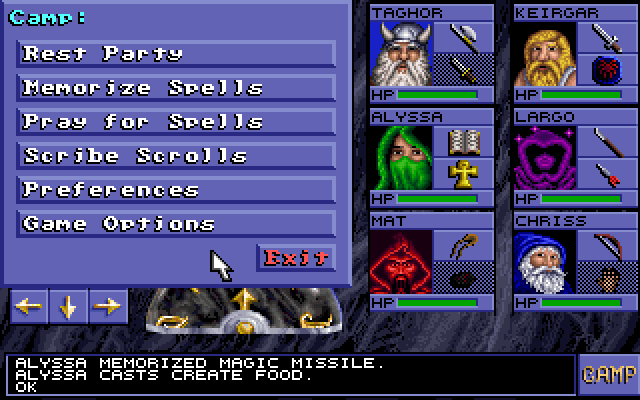 Camp:
Rest Party
Memorize Spells
Pray for Spells
Scribe Scrolls
Preferences
Game Options
Exit
TAGHOR
HP
KEIRGAR
HP
ALYSSA
HP
LARGO
HP
MAT
HP
CHRISS
HP
ALYSSA MEMORIZED MAGIC MISSILE.
ALYSSA CASTS CREATE FOOD.
OK
CAMP